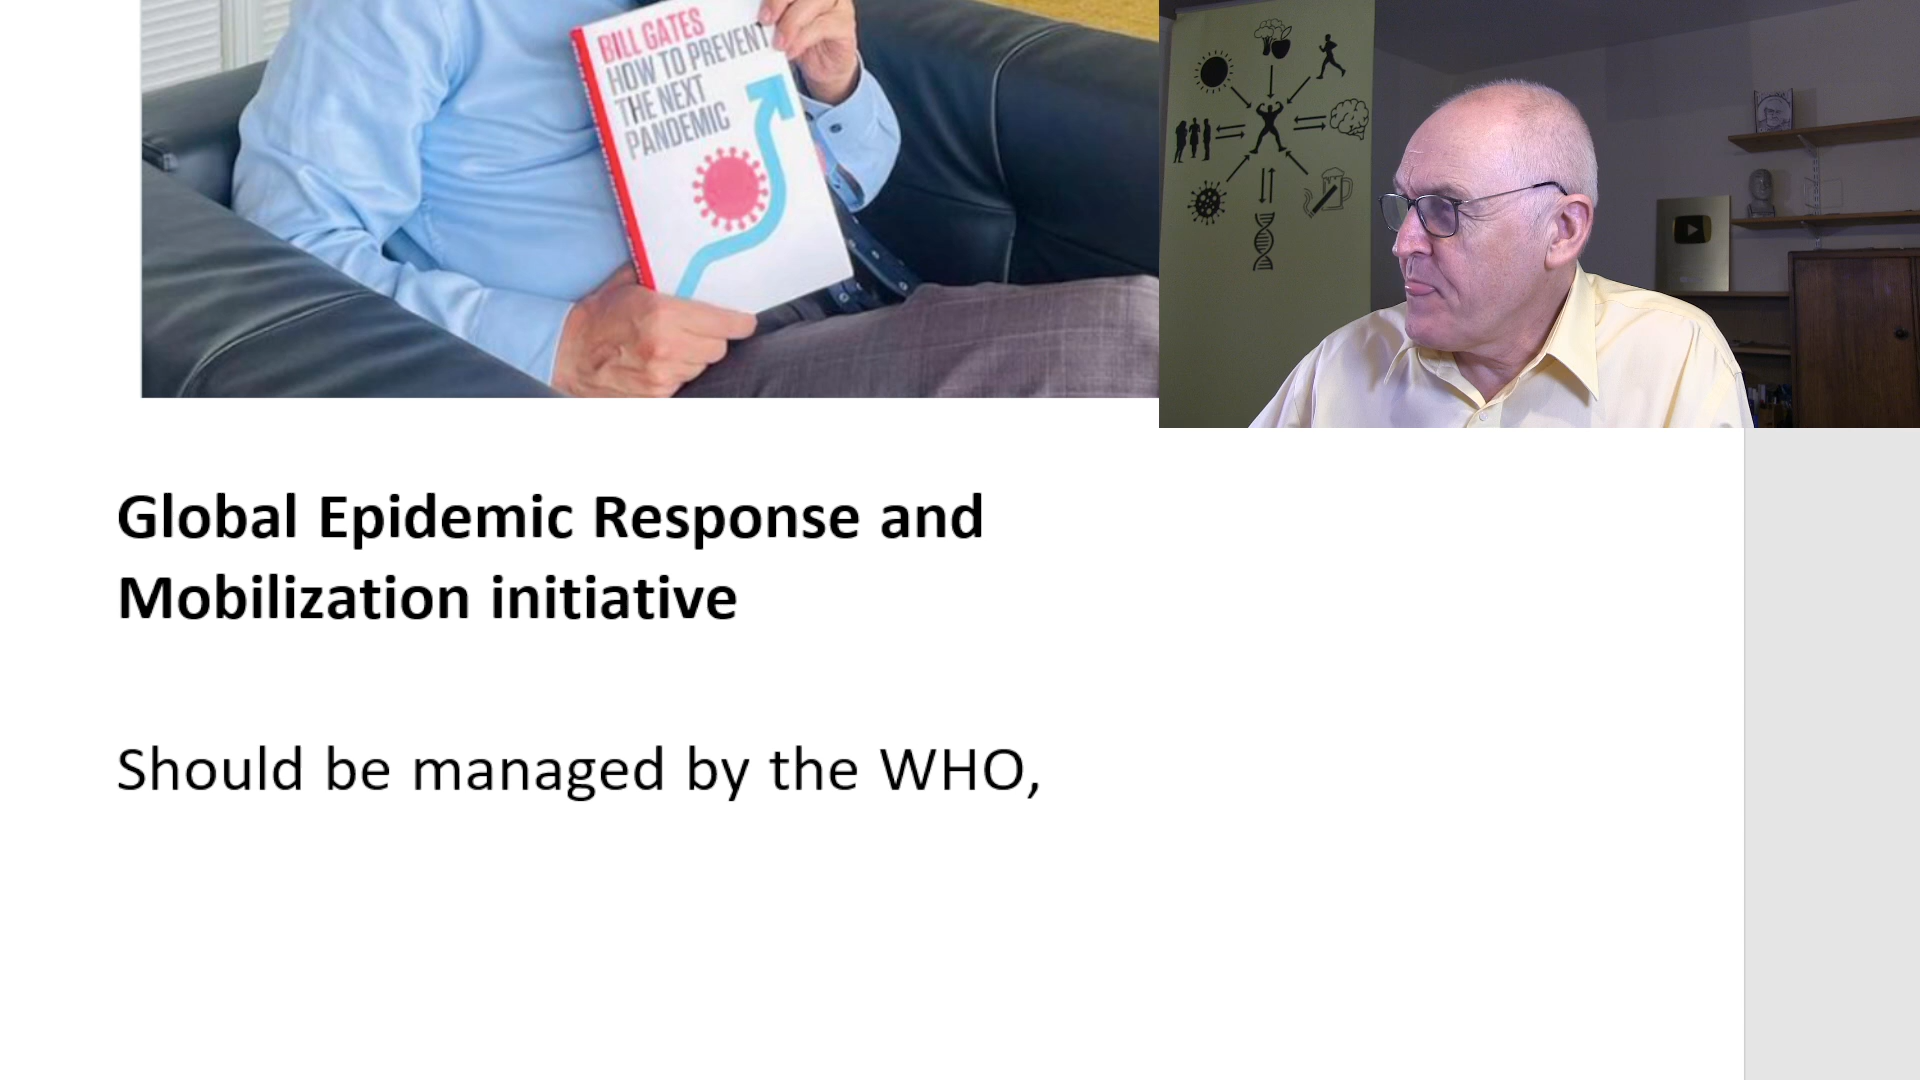 BILL GATES
HOW TO PREVENT
THE NEXT
PANDEMIC
Global Epidemic Response and
Mobilization initiative
Should be managed by the WHO,